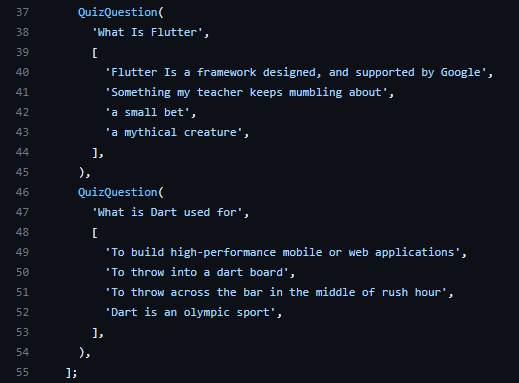 37 QuizQuestion(
38 'What Is Flutter',
39 [
40 'Flutter Is a framework designed, and supported by Google',
41 'Something my teacher keeps mumbling about',
42 'a small bet',
43 'a mythical creature',
44 ],
45 ),
46 QuizQuestion(
47 'What is Dart used for',
48 [
49 'To build high-performance mobile or web applications',
50 'To throw into a dart board',
51 'To throw across the bar in the middle of rush hour',
52 'Dart is an olympic sport',
53 ],
54 ),
55 ];